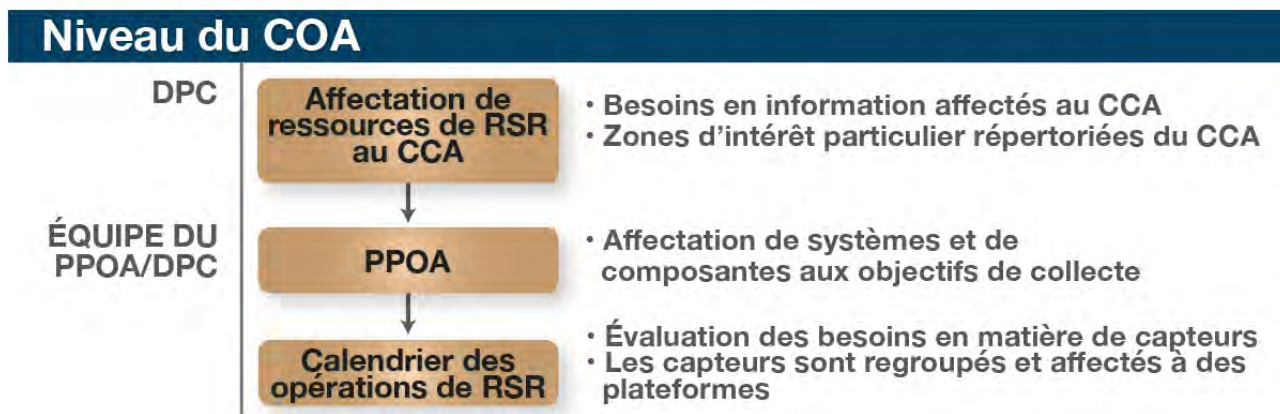 Niveau du COA
DPC
Affectation de
ressources de RSR
au CCA
• Besoins en information affectés au CCA
• Zones d'intérêt particulier répertoriées du CCA
ÉQUIPE DU
PPOA/DPC
PPOA
• Affectation de systèmes et de
composantes aux objectifs de collecte
Calendrier des
opérations de RSR
• Évaluation des besoins en matière de capteurs
• Les capteurs sont regroupés et affectés à des
plateformes